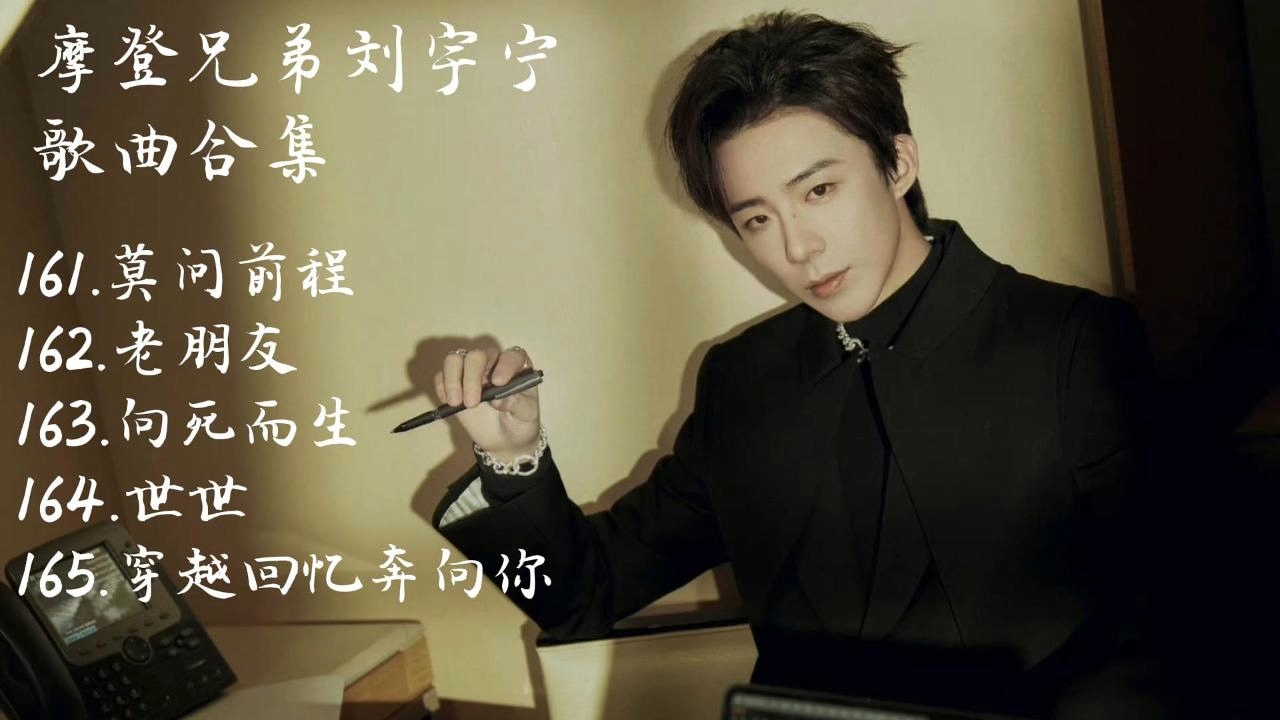 摩登兄弟刘宇宁
歌曲合集
161.莫问前程
162.老朋友
163.向死而生
164.世世
165.穿越回忆奔向你